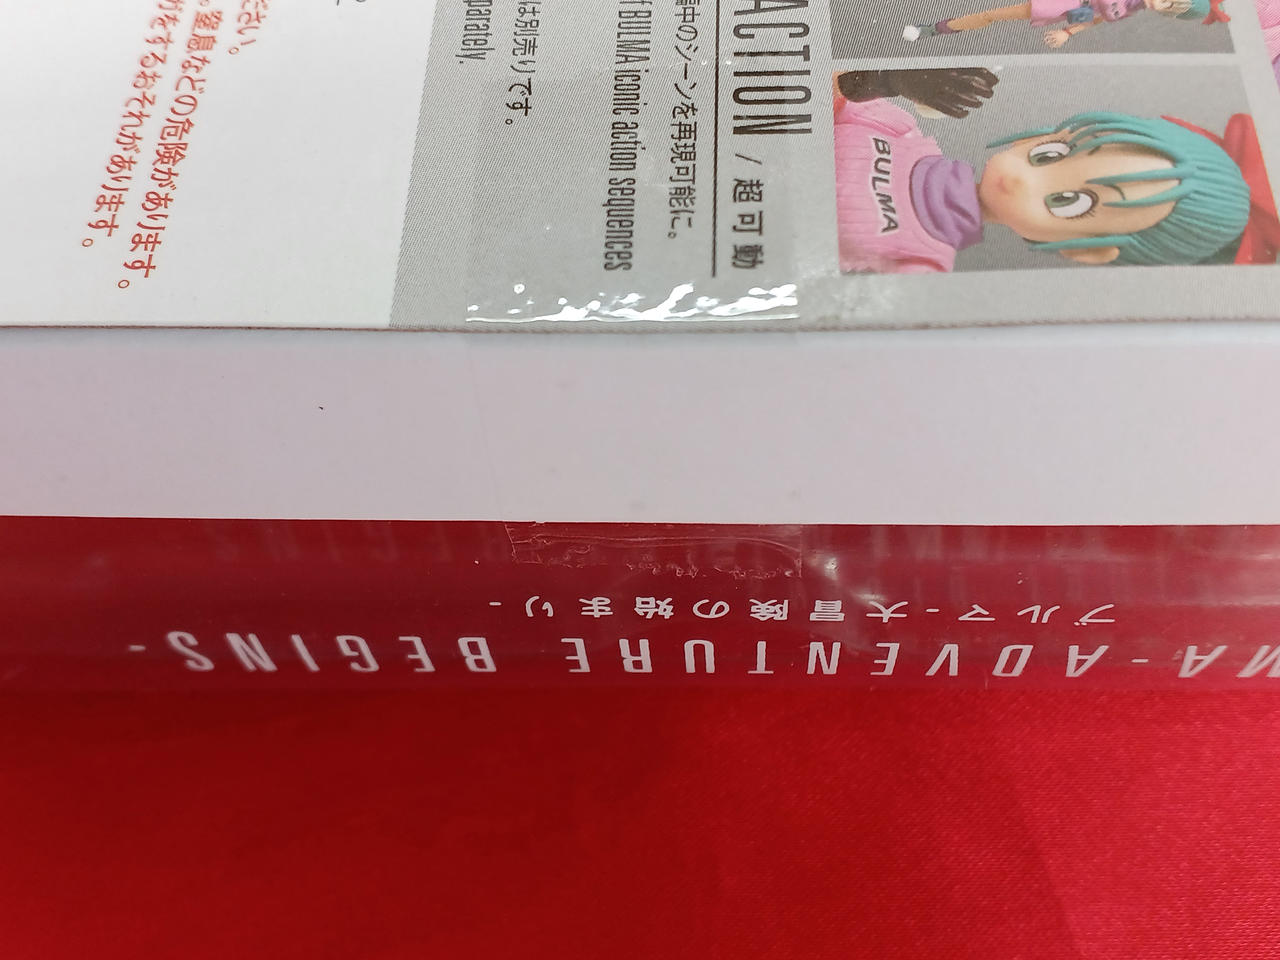 ACTION / 超可動
中のシーンを再現可能に。
BULMA iconic action sequences
は別売りです。
parately.
BULMA
ださい。
。窒息などの危険があります。
をするおそれがあります。
ブルマ-大冒険の始まり-
MA-ADVENTURE BEGINS-